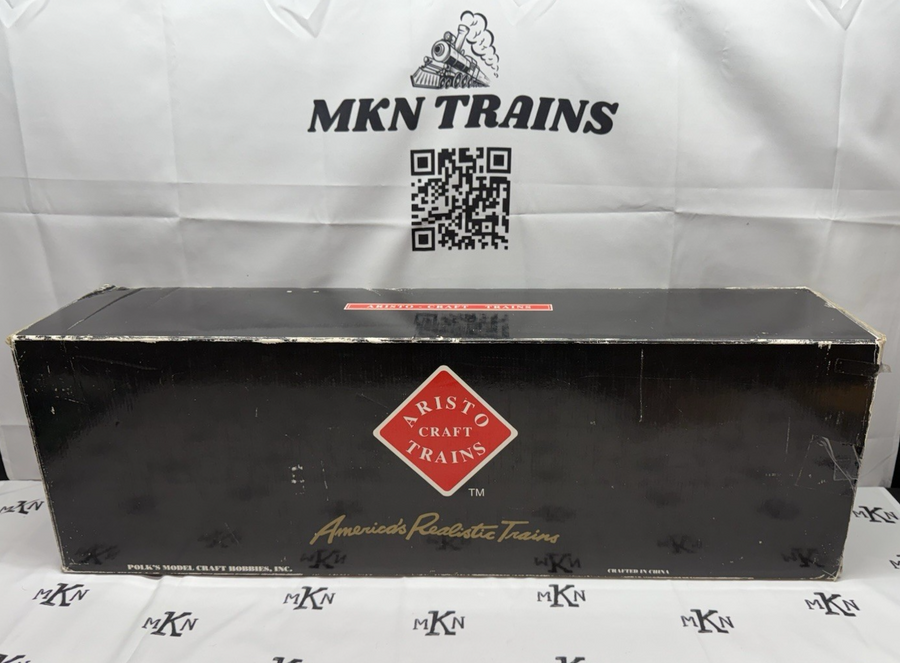 MKN TRAINS
ARISTO-CRAFT TRAINS
ARISTO
CRAFT
TRAINS
TM
America's Realistic Trains
POLK'S MODEL CRAFT HOBBIES, INC.
CRAFTED IN CHINA
MKN
MKN
MKN
MKN
MKN
MKN
MKN
MKN
MKN